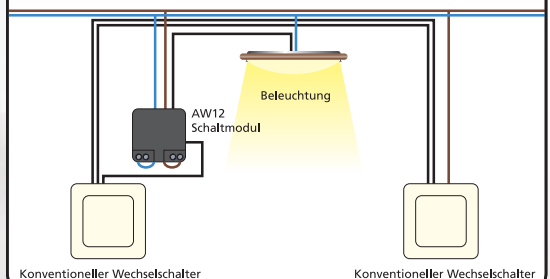 Beleuchtung
AW12
Schaltmodul
Konventioneller Wechselschalter
Konventioneller Wechselschalter